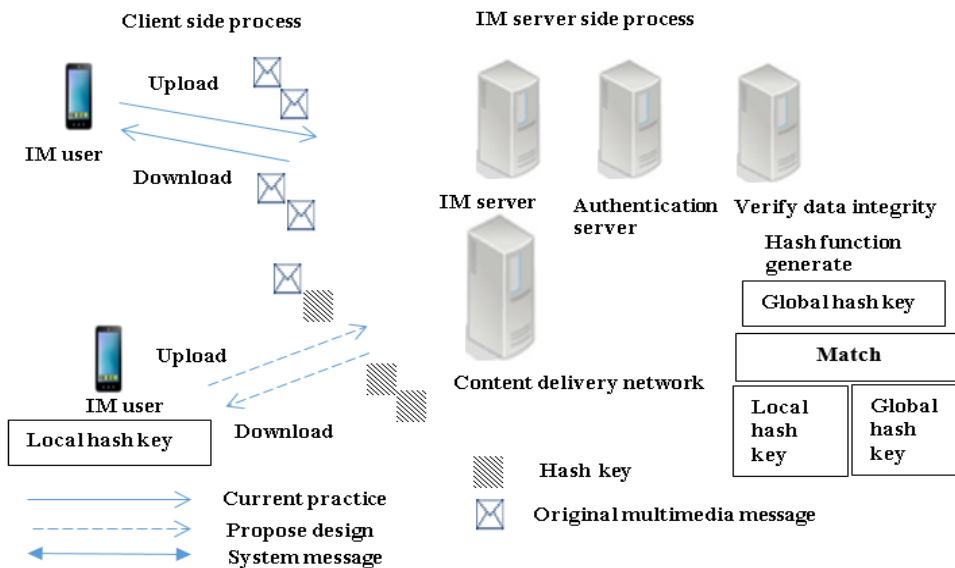 Client side process
IM server side process
Upload
IM user
Download
IM server
Authentication
server
Verify data integrity
Hash function
generate
Global hash key
Match
Local
hash
key
Global
hash
key
Content delivery network
Upload
IM user
Download
Local hash key
Hash key
Original multimedia message
Current practice
Propose design
System message